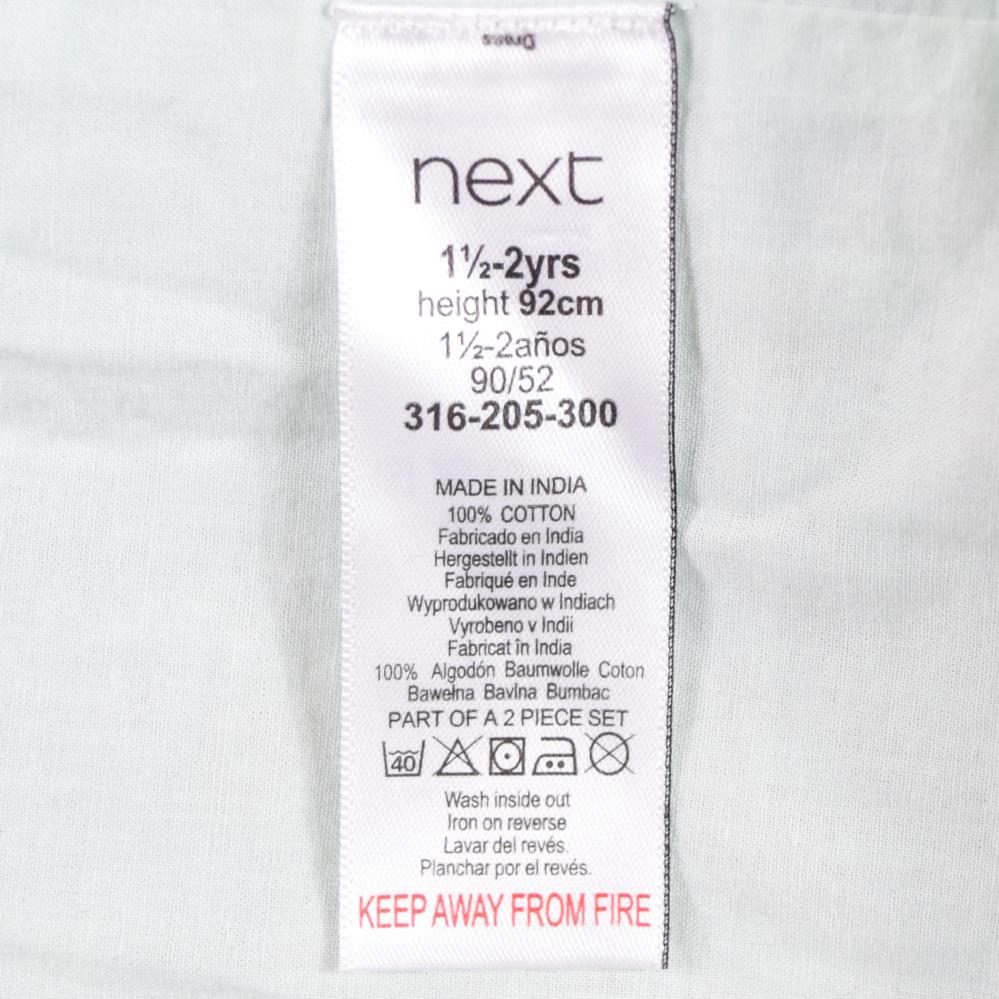 Dress
next
1½-2yrs
height 92cm
1½-2años
90/52
316-205-300
MADE IN INDIA
100% COTTON
Fabricado en India
Hergestellt in Indien
Fabriqué en Inde
Wyprodukowano w Indiach
Vyrobeno v Indii
Fabricat în India
100% Algodón Baumwolle Coton
Bawełna Bavlna Bumbac
PART OF A 2 PIECE SET
40
Wash inside out
Iron on reverse
Lavar del revés.
Planchar por el revés.
KEEP AWAY FROM FIRE